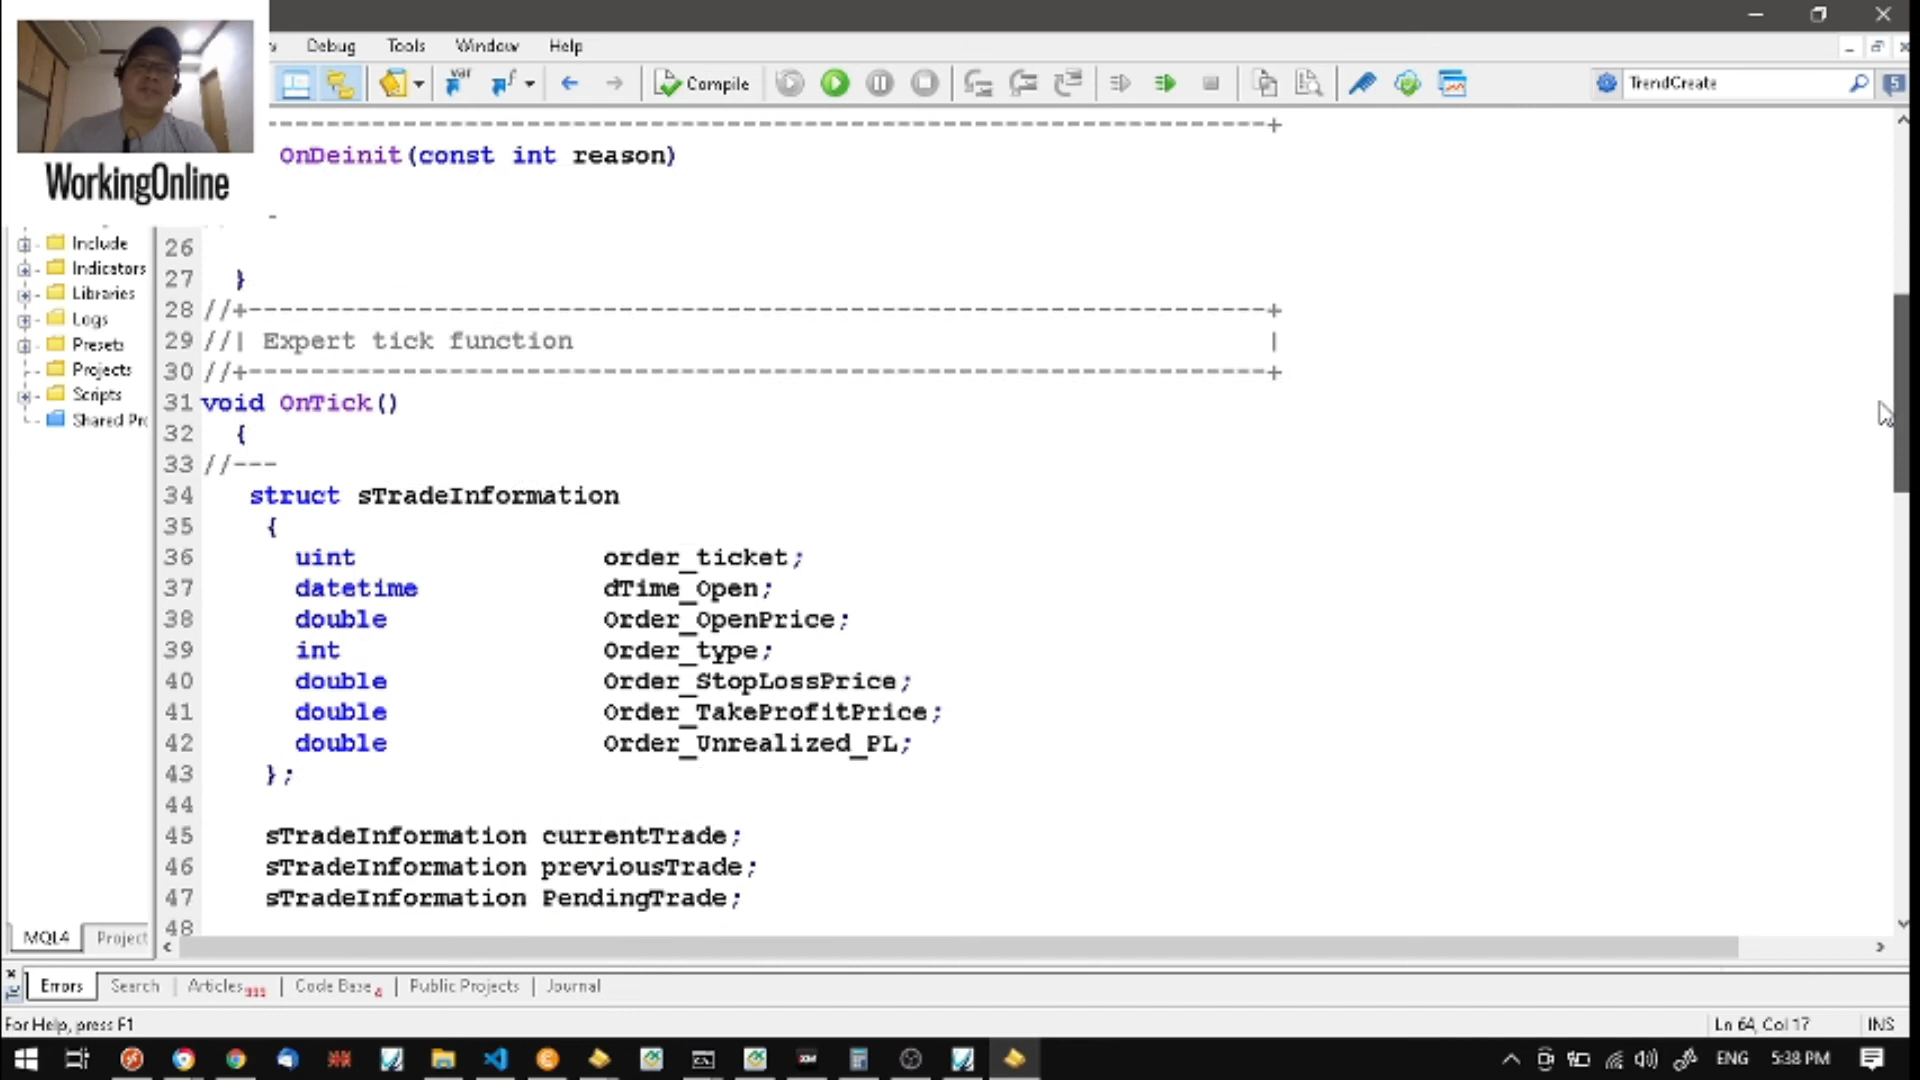 Debug Tools Window Help
Compile
TrendCreate
5
WorkingOnline
//+------------------------------------------------------------------+
OnDeinit(const int reason)
Include
Indicators
Libraries
Logs
Presets
Projects
Scripts
Shared Pr
26
27 }
28 //+------------------------------------------------------------------+
29 //| Expert tick function |
30 //+------------------------------------------------------------------+
31 void OnTick()
32 {
33 //---
34 struct sTradeInformation
35 {
36 uint order_ticket;
37 datetime dTime_Open;
38 double Order_OpenPrice;
39 int Order_type;
40 double Order_StopLossPrice;
41 double Order_TakeProfitPrice;
42 double Order_Unrealized_PL;
43 };
44
45 sTradeInformation currentTrade;
46 sTradeInformation previousTrade;
47 sTradeInformation PendingTrade;
48
MQL4 Project
Errors Search Articles Code Base Public Projects Journal
For Help, press F1
Ln 64, Col 17 INS
ENG 5:38 PM